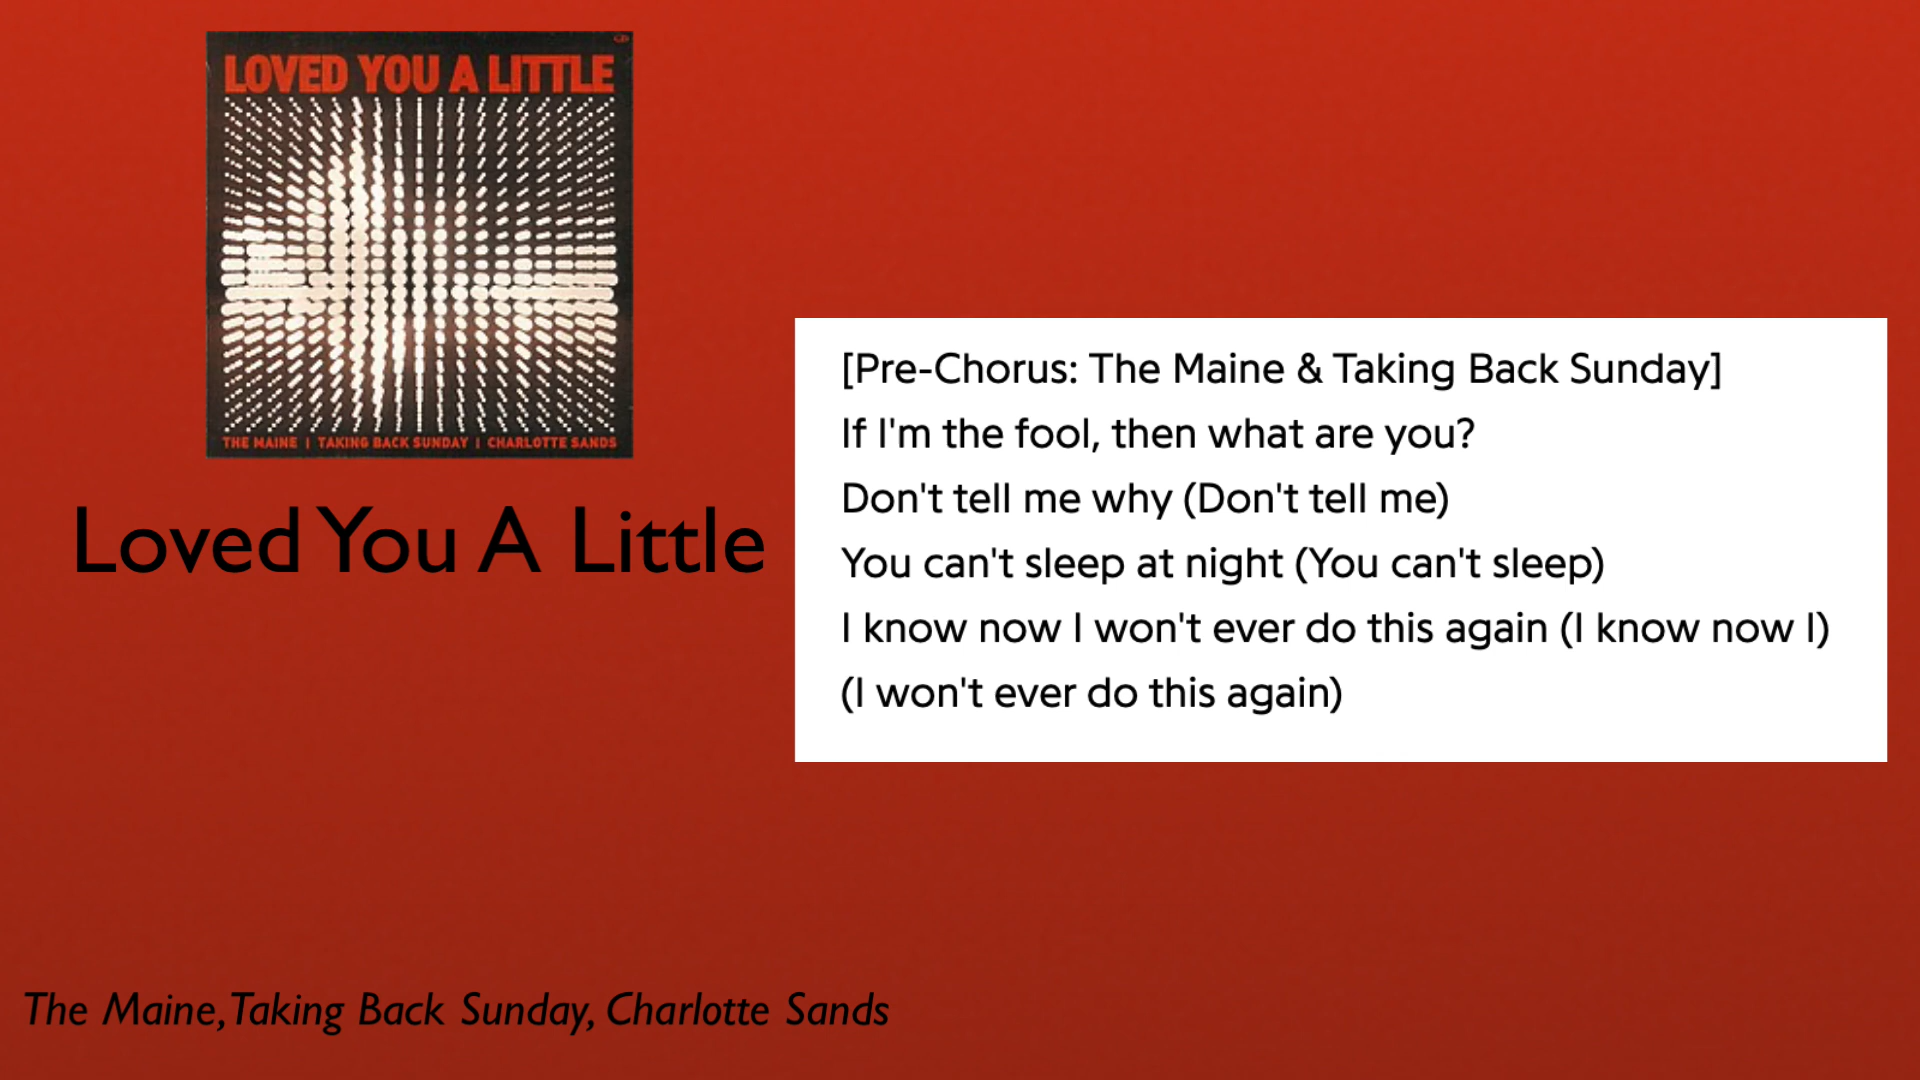 LOVED YOU A LITTLE
THE MAINE | TAKING BACK SUNDAY | CHARLOTTE SANDS
Loved You A Little
[Pre-Chorus: The Maine & Taking Back Sunday]
If I'm the fool, then what are you?
Don't tell me why (Don't tell me)
You can't sleep at night (You can't sleep)
I know now I won't ever do this again (I know now I)
(I won't ever do this again)
The Maine, Taking Back Sunday, Charlotte Sands